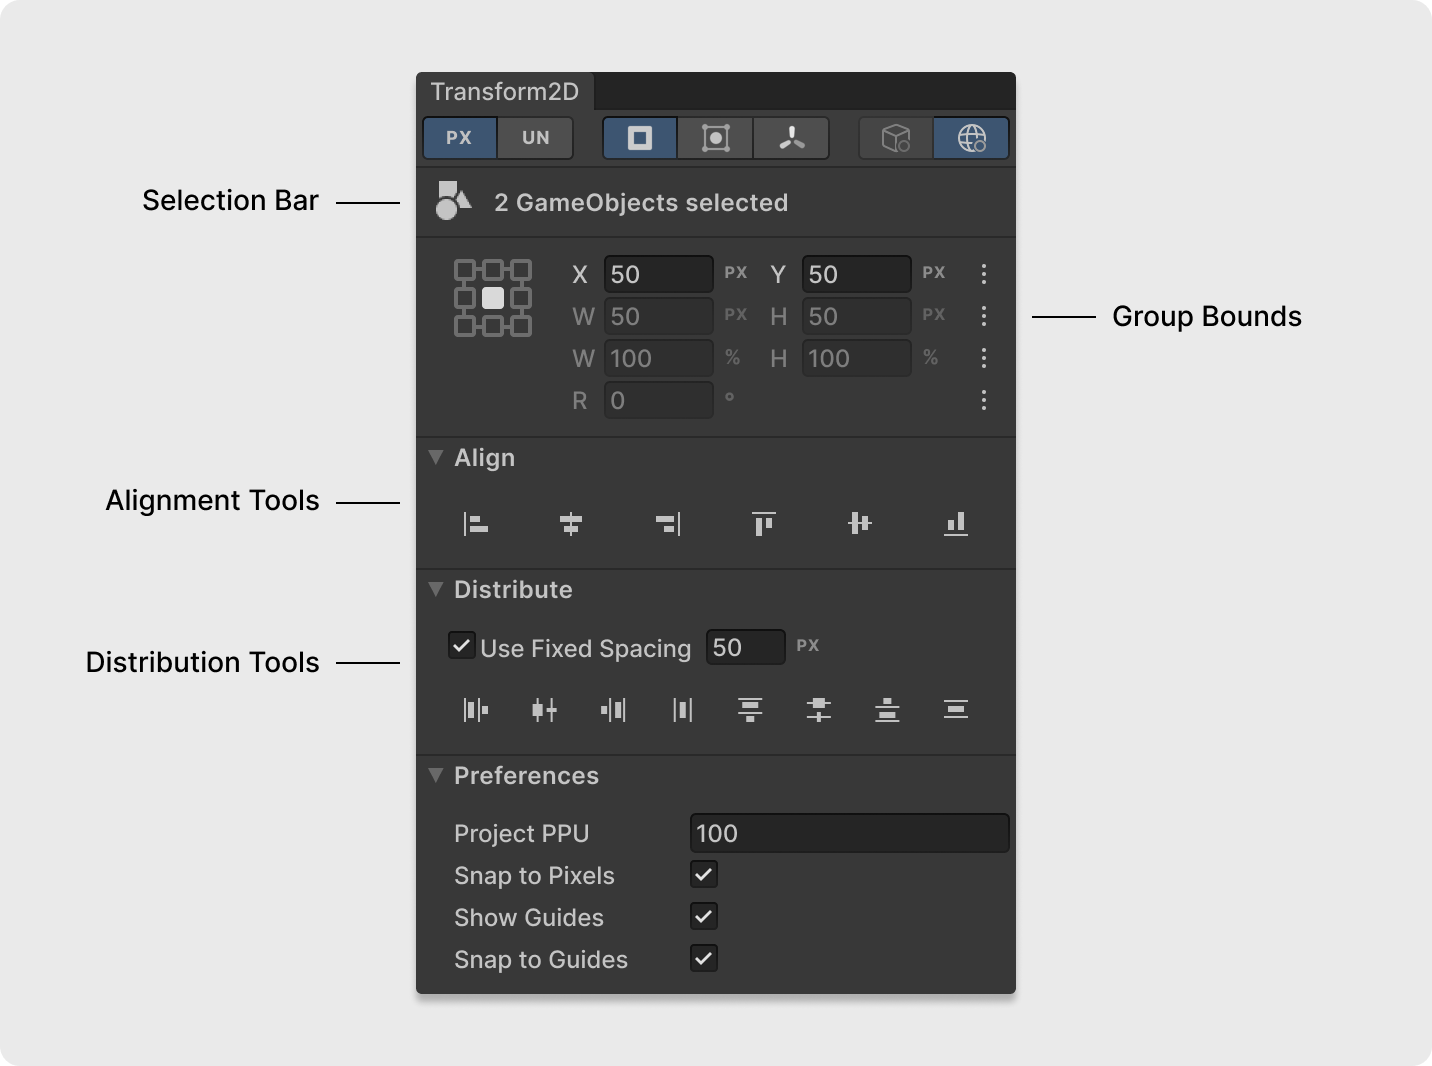 Transform2D
PX UN
Selection Bar
2 GameObjects selected
X 50 PX Y 50 PX
W 50 PX H 50 PX
Group Bounds
W 100 % H 100 %
R 0 °
Align
Alignment Tools
Distribute
Use Fixed Spacing 50 PX
Distribution Tools
Preferences
Project PPU 100
Snap to Pixels
Show Guides
Snap to Guides